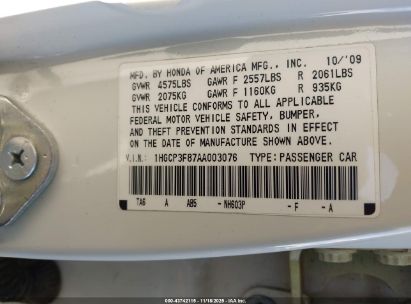 MFD. BY HONDA OF AMERICA MFG., INC. 10/'09
GVWR 4575LBS GAWR F 2557LBS R 2061LBS
GVWR 2075KG GAWR F 1160KG R 935KG
THIS VEHICLE CONFORMS TO ALL APPLICABLE
FEDERAL MOTOR VEHICLE SAFETY, BUMPER,
AND THEFT PREVENTION STANDARDS IN EFFECT
ON THE DATE OF MANUFACTURE SHOWN ABOVE.
V.I.N.: 1HGCP3F87AA003076 TYPE: PASSENGER CAR
TA6 A AB5 -NH603P -F -A